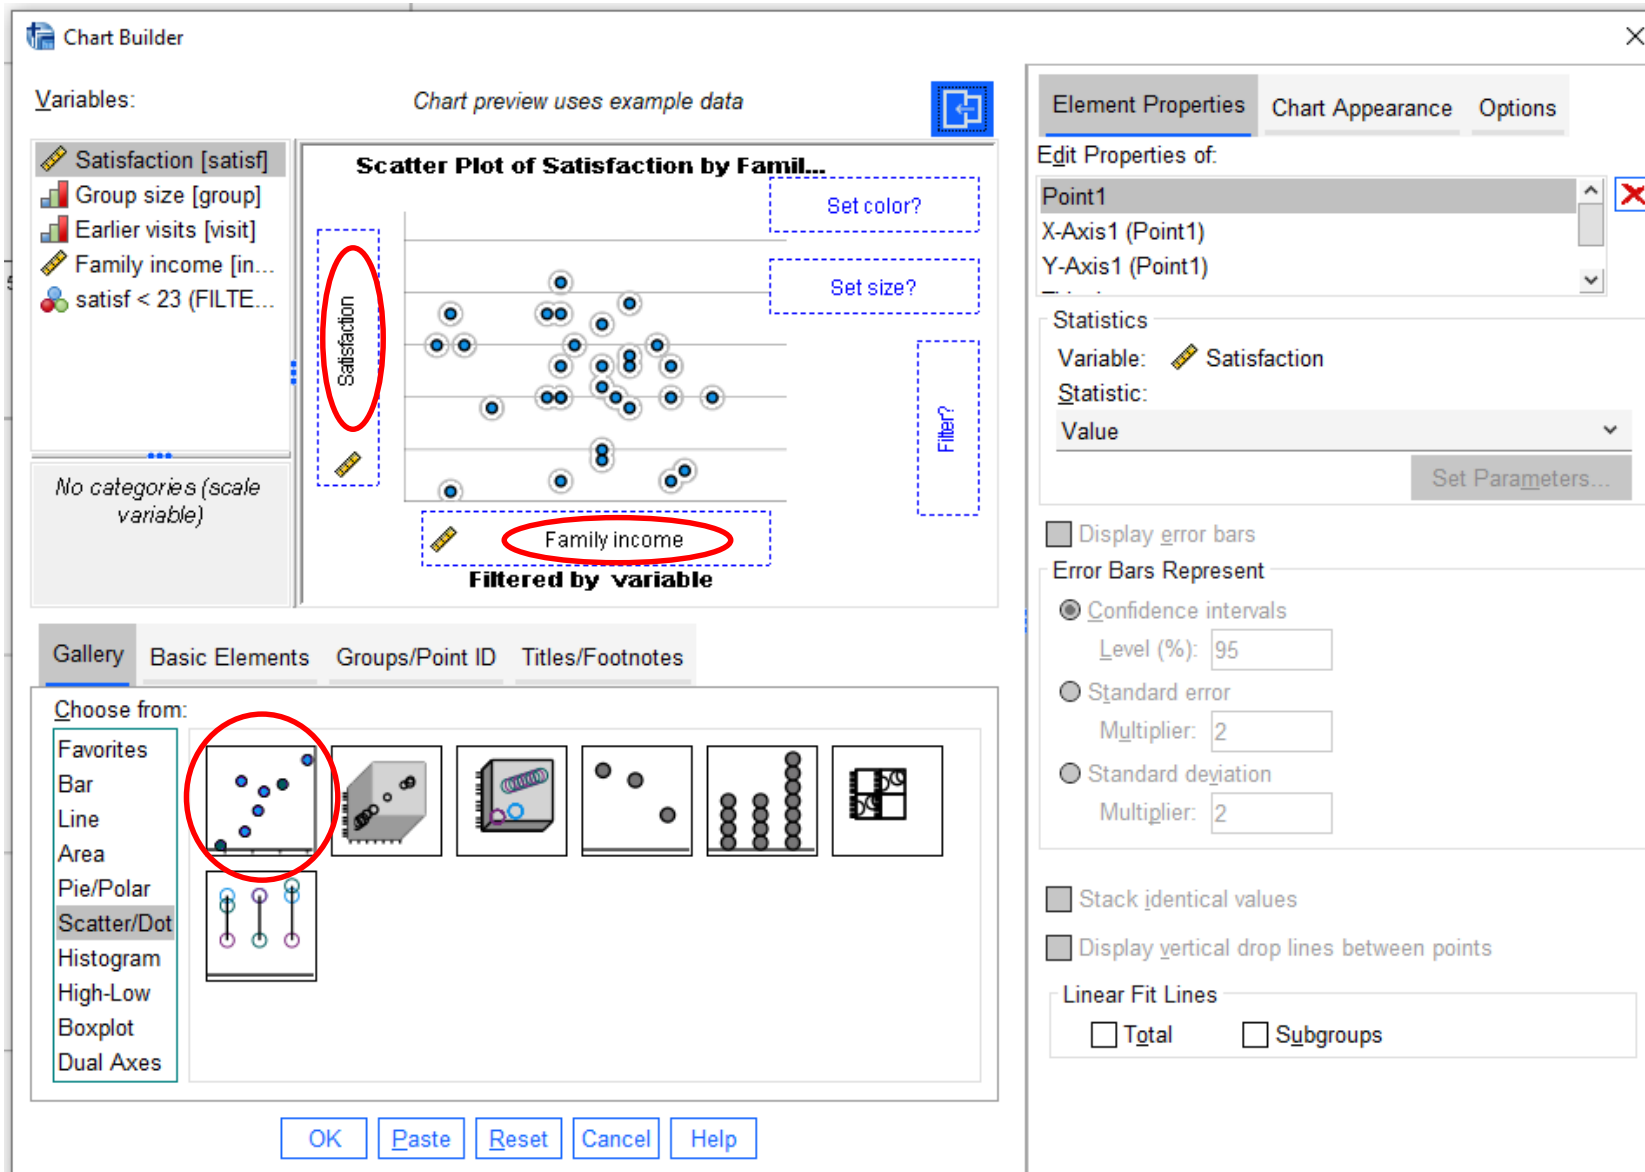 Chart Builder
Variables:
Chart preview uses example data
Satisfaction [satisf]
Group size [group]
Earlier visits [visit]
Family income [in...
satisf < 23 (FILTE...
No categories (scale
variable)
Scatter Plot of Satisfaction by Famil...
Set color?
Set size?
Filter?
Satisfaction
Family income
Filtered by variable
Gallery
Basic Elements
Groups/Point ID
Titles/Footnotes
Choose from:
Favorites
Bar
Line
Area
Pie/Polar
Scatter/Dot
Histogram
High-Low
Boxplot
Dual Axes
OK
Paste
Reset
Cancel
Help
Element Properties
Chart Appearance
Options
Edit Properties of:
Point1
X-Axis1 (Point1)
Y-Axis1 (Point1)
Statistics
Variable: Satisfaction
Statistic:
Value
Set Parameters...
Display error bars
Error Bars Represent
Confidence intervals
Level (%): 95
Standard error
Multiplier: 2
Standard deviation
Multiplier: 2
Stack identical values
Display vertical drop lines between points
Linear Fit Lines
Total
Subgroups